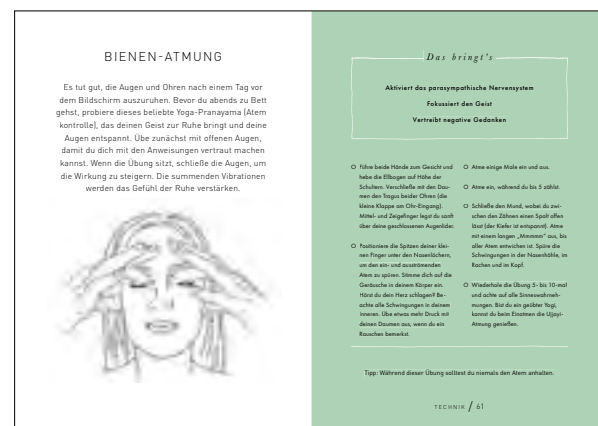 BIENEN-ATMUNG
Es tut gut, die Augen und Ohren nach einem Tag vor
dem Bildschirm auszuruhen. Bevor du abends zu Bett
gehst, probiere dieses beliebte Yoga-Pranayama (Atem
kontrolle), das deinen Geist zur Ruhe bringt und deine
Augen entspannt. Übe zunächst mit offenen Augen,
damit du dich mit den Anweisungen vertraut machen
kannst. Wenn die Übung sitzt, schließe die Augen, um
die Wirkung zu steigern. Die summenden Vibrationen
werden das Gefühl der Ruhe verstärken.
Das bringt's
Aktiviert das parasympathische Nervensystem
Fokussiert den Geist
Vertreibt negative Gedanken
Führe beide Hände zum Gesicht und
hebe die Ellbogen auf Höhe der
Schultern. Verschließe mit den Dau-
men den Tragus beider Ohren (die
kleine Klappe am Ohr-Eingang).
Mittel- und Zeigefinger legst du sanft
über deine geschlossenen Augenlider.
Positioniere die Spitzen deiner klei-
nen Finger unter den Nasenlöchern,
um den ein- und ausströmenden
Atem zu spüren. Stimme dich auf die
Geräusche in deinem Körper ein.
Hörst du dein Herz schlagen? Be-
achte alle Schwingungen in deinem
Inneren. Übe etwas mehr Druck mit
deinen Daumen aus, wenn du ein
Rauschen bemerkst.
Atme einige Male ein und aus.
Atme ein, während du bis 5 zählst.
Schließe den Mund, wobei du zwi-
schen den Zähnen einen Spalt offen
lässt (der Kiefer ist entspannt). Atme
mit einem langen „Mmmmm“ aus, bis
aller Atem entwichen ist. Spüre die
Schwingungen in der Nasenhöhle, im
Rachen und im Kopf.
Wiederhole die Übung 5- bis 10-mal
und achte auf alle Sinneswahrneh-
mungen. Bist du ein geübter Yogi,
kannst du beim Einatmen die Ujjayi-
Atmung genießen.
Tipp: Während dieser Übung solltest du niemals den Atem anhalten.
TECHNIK / 61